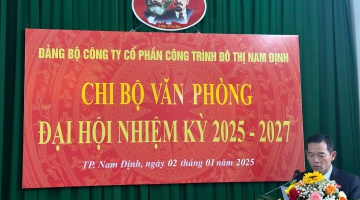 ĐẢNG BỘ CÔNG TY CỔ PHẦN CÔNG TRÌNH ĐÔ THỊ NAM ĐỊNH
CHI BỘ VĂN PHÒNG
ĐẠI HỘI NHIỆM KỲ 2025 - 2027
TP. Nam Định, ngày 02 tháng 01 năm 2025